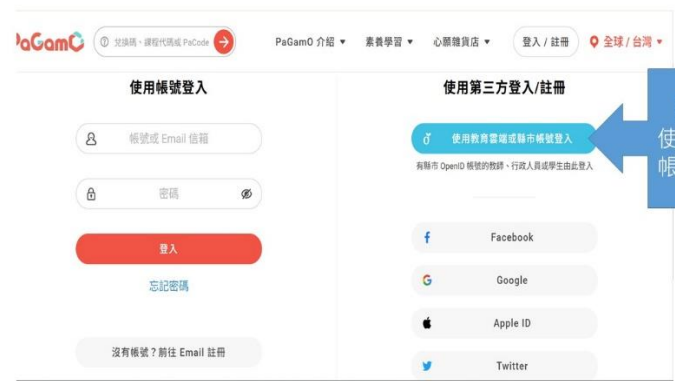 PaGamO
兌換碼、課程代碼或 PaCode
PaGamO 介紹 ▼
素養學習 ▼
心願雜貨店 ▼
登入 / 註冊
全球 / 台灣 ▼
使用帳號登入
帳號或 Email 信箱
密碼
登入
忘記密碼
沒有帳號？前往 Email 註冊
使用第三方登入/註冊
使用教育雲端或縣市帳號登入
有縣市 OpenID 帳號的教師、行政人員或學生由此登入
Facebook
Google
Apple ID
Twitter
使
帳